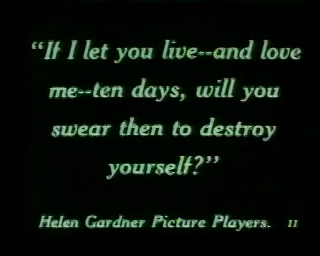 “If I let you live--and love
me--ten days, will you
swear then to destroy
yourself?”
Helen Gardner Picture Players. 11